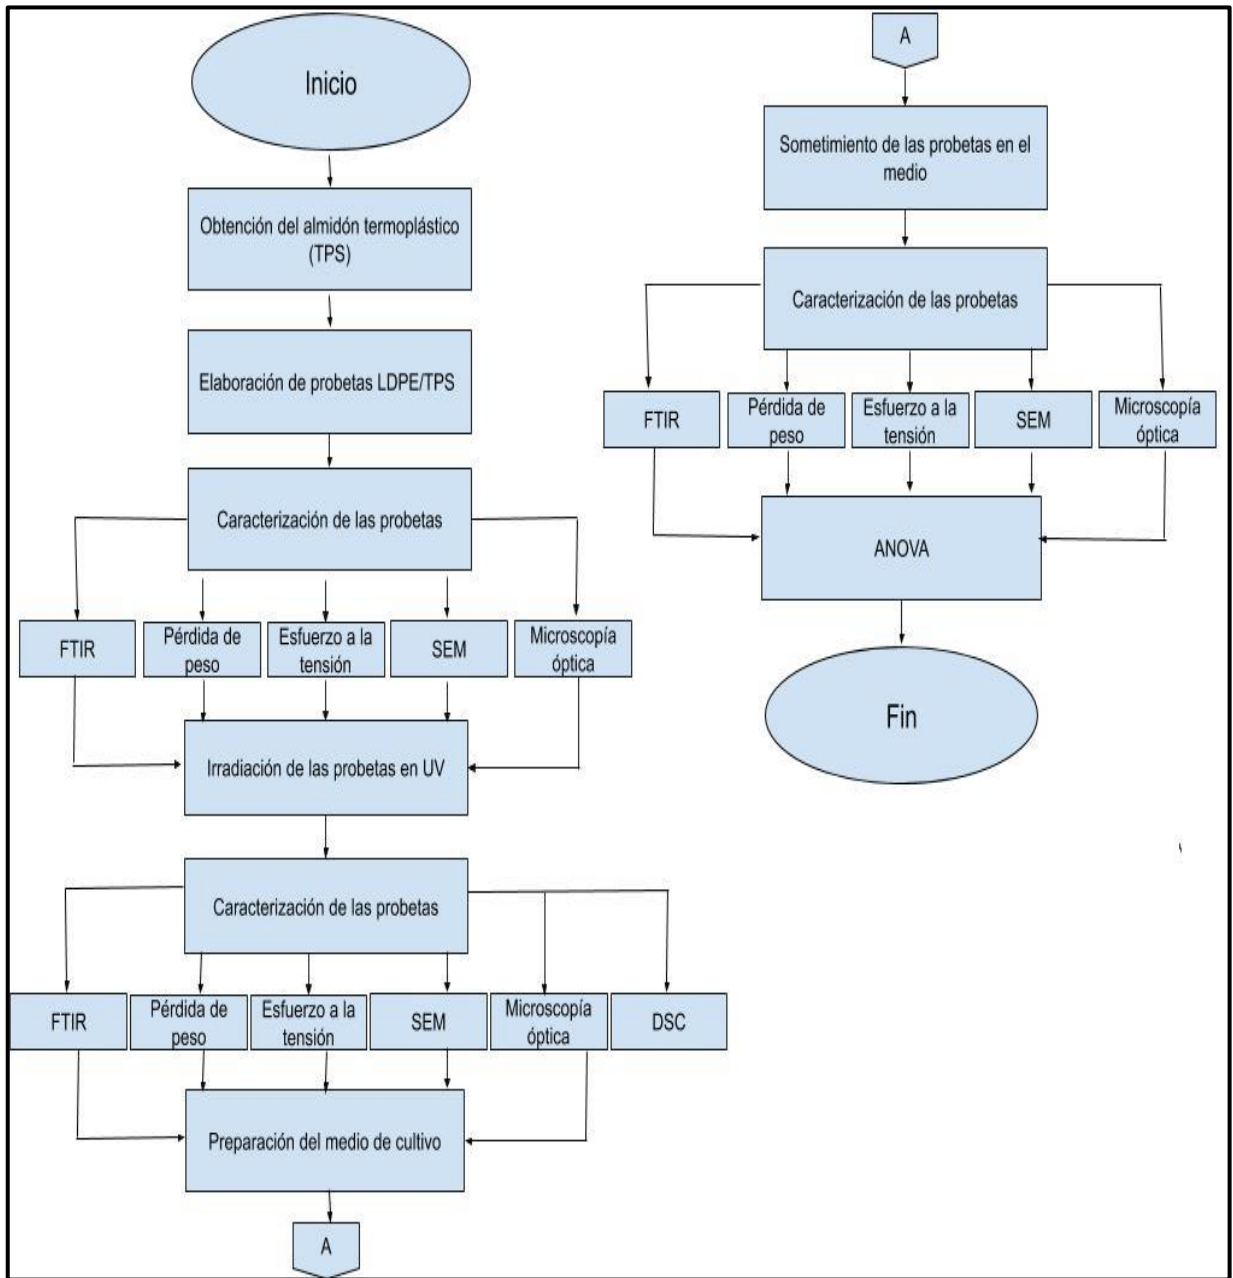 Inicio
Obtención del almidón termoplástico
(TPS)
Elaboración de probetas LDPE/TPS
Caracterización de las probetas
FTIR
Pérdida de
peso
Esfuerzo a la
tensión
SEM
Microscopía
óptica
Irradiación de las probetas en UV
Caracterización de las probetas
FTIR
Pérdida de
peso
Esfuerzo a la
tensión
SEM
Microscopía
óptica
DSC
Preparación del medio de cultivo
A
A
Sometimiento de las probetas en el
medio
Caracterización de las probetas
FTIR
Pérdida de
peso
Esfuerzo a la
tensión
SEM
Microscopía
óptica
ANOVA
Fin